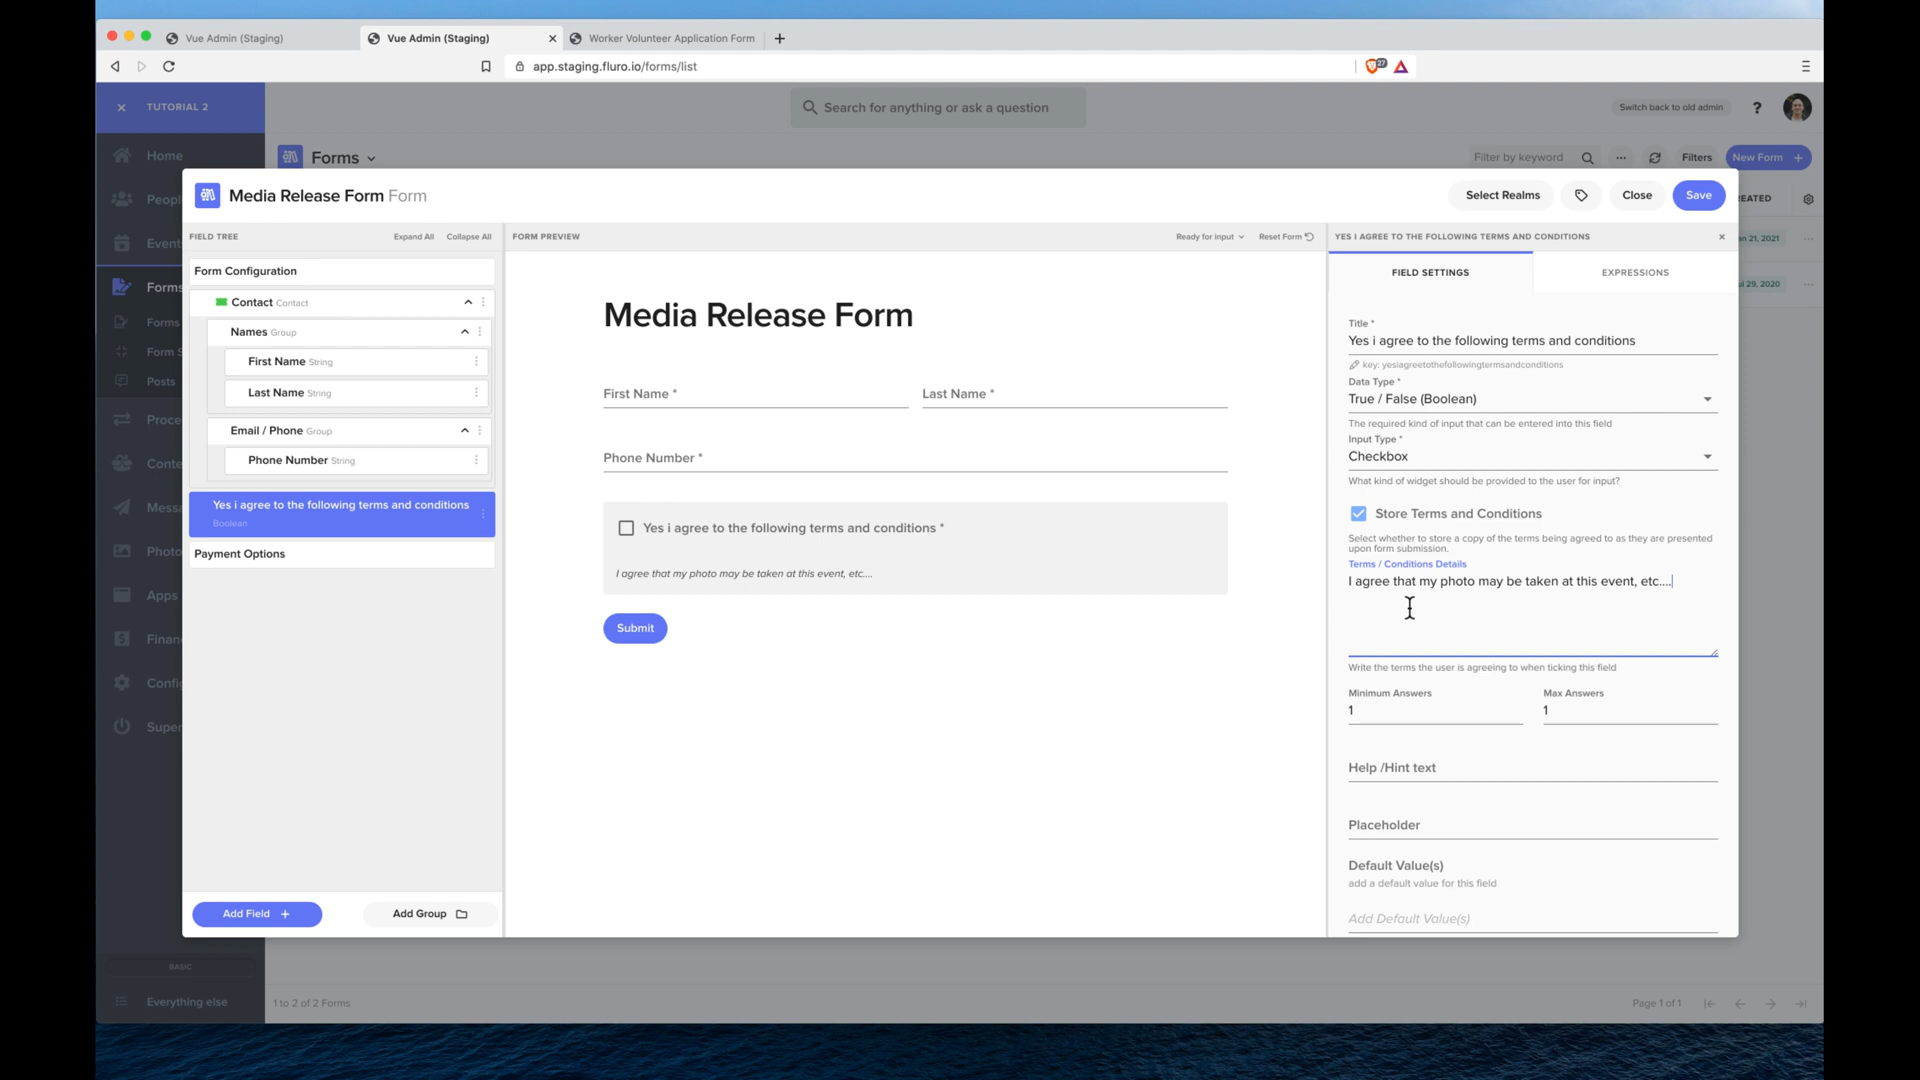 Vue Admin (Staging)
Vue Admin (Staging)
Worker Volunteer Application Form
app.staging.fluro.io/forms/list
27
TUTORIAL 2
Search for anything or ask a question
Switch back to old admin
?
Home
Forms
Filter by keyword
Filters
New Form +
Peopl
Media Release Form Form
Select Realms
Close
Save
EATED
FIELD TREE
Expand All
Collapse All
FORM PREVIEW
Ready for input
Reset Form
YES I AGREE TO THE FOLLOWING TERMS AND CONDITIONS
Event
an 21, 2021
Form Configuration
FIELD SETTINGS
EXPRESSIONS
Forms
ul 29, 2020
Contact Contact
Names Group
Media Release Form
Forms
Title *
Yes i agree to the following terms and conditions
Form S
First Name String
key: yesiagreetothefollowingtermsandconditions
Posts
Last Name String
First Name *
Last Name *
Data Type *
True / False (Boolean)
Proce
Email / Phone Group
The required kind of input that can be entered into this field
Input Type *
Conte
Phone Number String
Phone Number *
Checkbox
What kind of widget should be provided to the user for input?
Messa
Yes i agree to the following terms and conditions
Boolean
Yes i agree to the following terms and conditions *
Store Terms and Conditions
Select whether to store a copy of the terms being agreed to as they are presented
upon form submission.
Photo
Payment Options
I agree that my photo may be taken at this event, etc....
Terms / Conditions Details
I agree that my photo may be taken at this event, etc....
Apps
Submit
Finan
Write the terms the user is agreeing to when ticking this field
Confi
Minimum Answers
Max Answers
1
1
Super
Help /Hint text
Placeholder
Default Value(s)
add a default value for this field
Add Default Value(s)
Add Field +
Add Group
BASIC
Everything else
1 to 2 of 2 Forms
Page 1 of 1